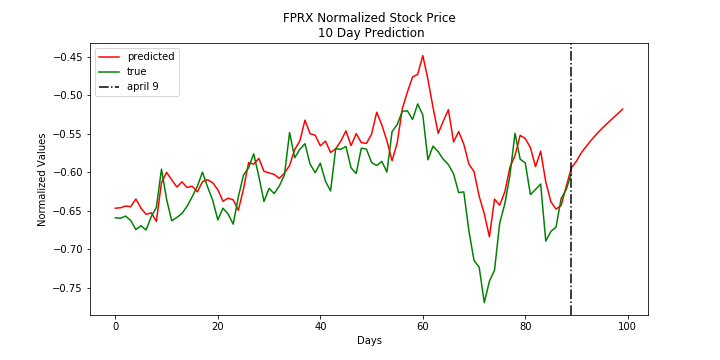 FPRX Normalized Stock Price
10 Day Prediction
predicted
true
april 9
Normalized Values
−0.45
−0.50
−0.55
−0.60
−0.65
−0.70
−0.75
0
20
40
60
80
100
Days